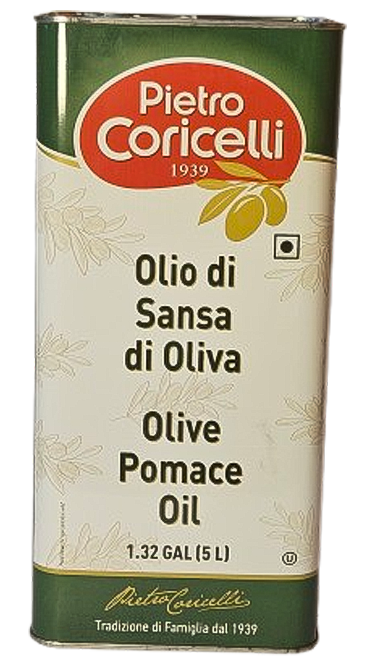 Pietro
Coricelli
1939
Olio di
Sansa
di Oliva
Olive
Pomace
Oil
1.32 GAL (5 L)
U
Pietro Coricelli
Tradizione di Famiglia dal 1939